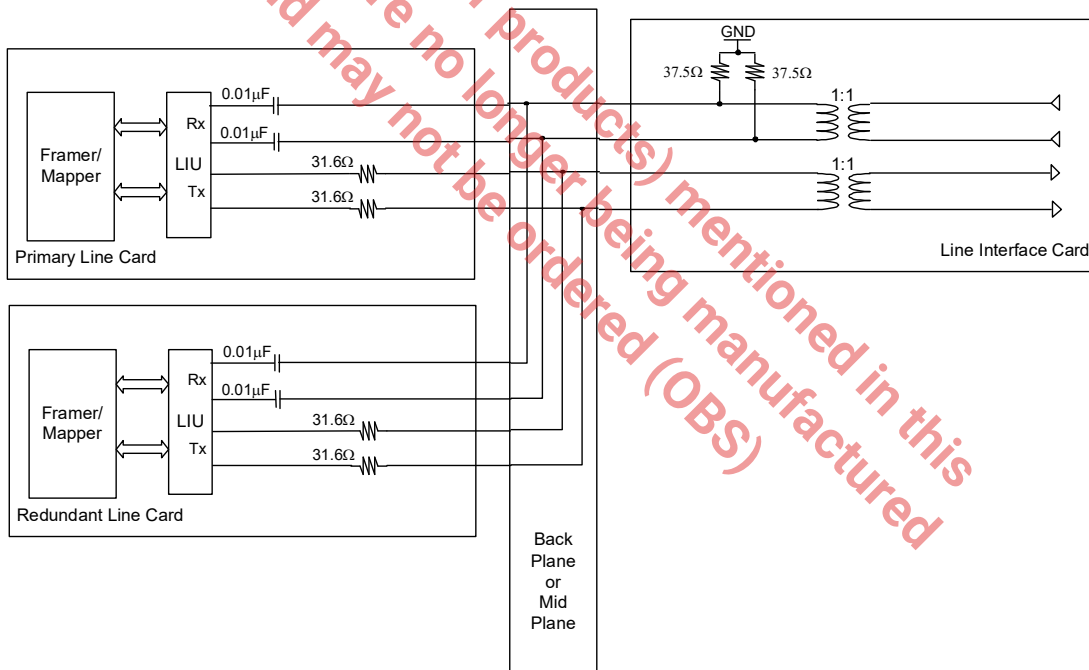 r products) mentioned in this
re no longer being manufactured
nd may not be ordered (OBS)
GND
37.5Ω
37.5Ω
0.01μF
0.01μF
31.6Ω
31.6Ω
Rx
LIU
Tx
Framer/
Mapper
Primary Line Card
1:1
1:1
Line Interface Card
0.01μF
0.01μF
31.6Ω
31.6Ω
Rx
LIU
Tx
Framer/
Mapper
Redundant Line Card
Back
Plane
or
Mid
Plane